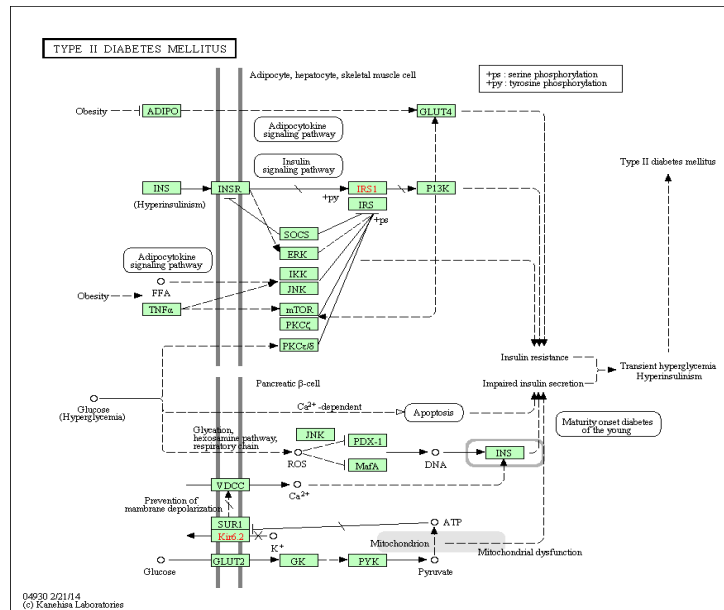 TYPE II DIABETES MELLITUS
Adipocyte, hepatocyte, skeletal muscle cell
+ps : serine phosphorylation
+py : tyrosine phosphorylation
Obesity
ADIPO
GLUT4
Adipocytokine
signaling pathway
Insulin
signaling pathway
Type II diabetes mellitus
INS
INSR
IRS1
P13K
(Hyperinsulinism)
+py
IRS
+ps
SOCS
ERK
Adipocytokine
signaling pathway
FFA
IKK
JNK
Obesity
TNFα
mTOR
PKCζ
PKCε/δ
Insulin resistance
Transient hyperglycemia
Hyperinsulinism
Pancreatic β-cell
Impaired insulin secretion
Glucose
(Hyperglycemia)
Ca2+ -dependent
Apoptosis
Maturity onset diabetes
of the young
Glycation,
hexosamine pathway,
respiratory chain
JNK
PDX-1
ROS
MafA
DNA
INS
VDCC
Ca2+
Prevention of
mambrane depolarization
SUR1
Kir6.2
K+
ATP
Mitochondrion
Mitochondrial dysfunction
Glucose
GLUT2
GK
PYK
Pyruvate
04930 2/21/14
(c) Kanehisa Laboratories